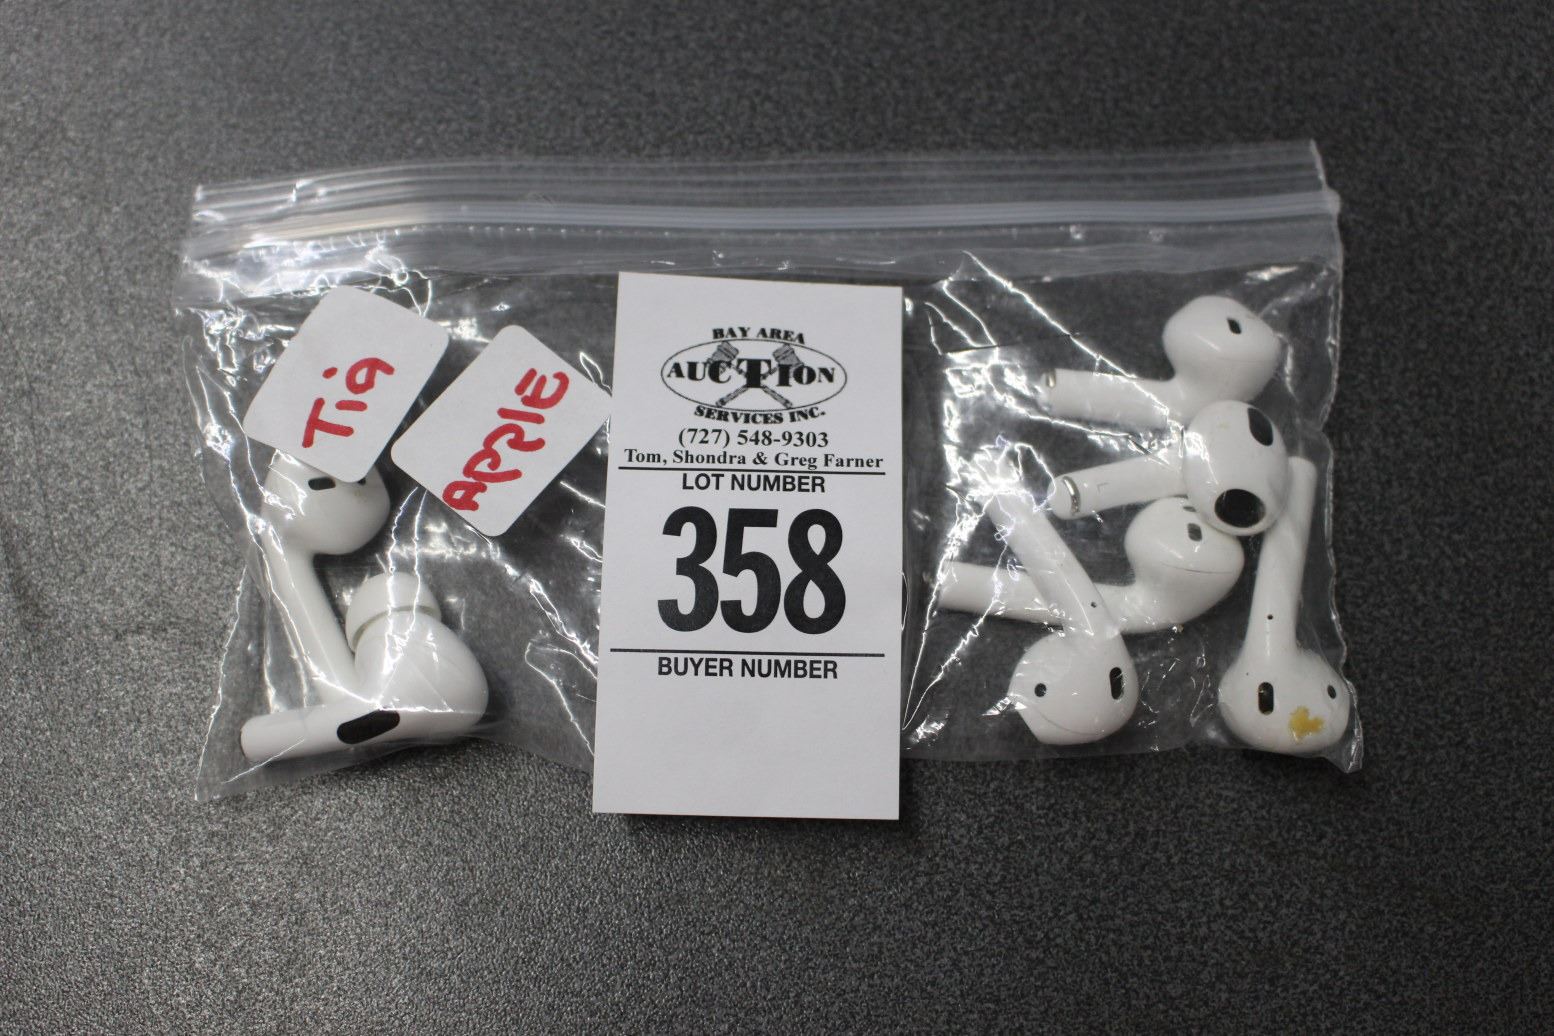 Tig
APPlE
BAY AREA
AUCTION
SERVICES INC.
(727) 548-9303
Tom, Shondra & Greg Farner
LOT NUMBER
358
BUYER NUMBER